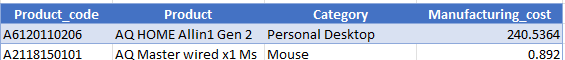 Product_code Product Category Manufacturing_cost
A6120110206 AQ HOME Allin1 Gen 2 Personal Desktop 240.5364
A2118150101 AQ Master wired x1 Ms Mouse 0.892